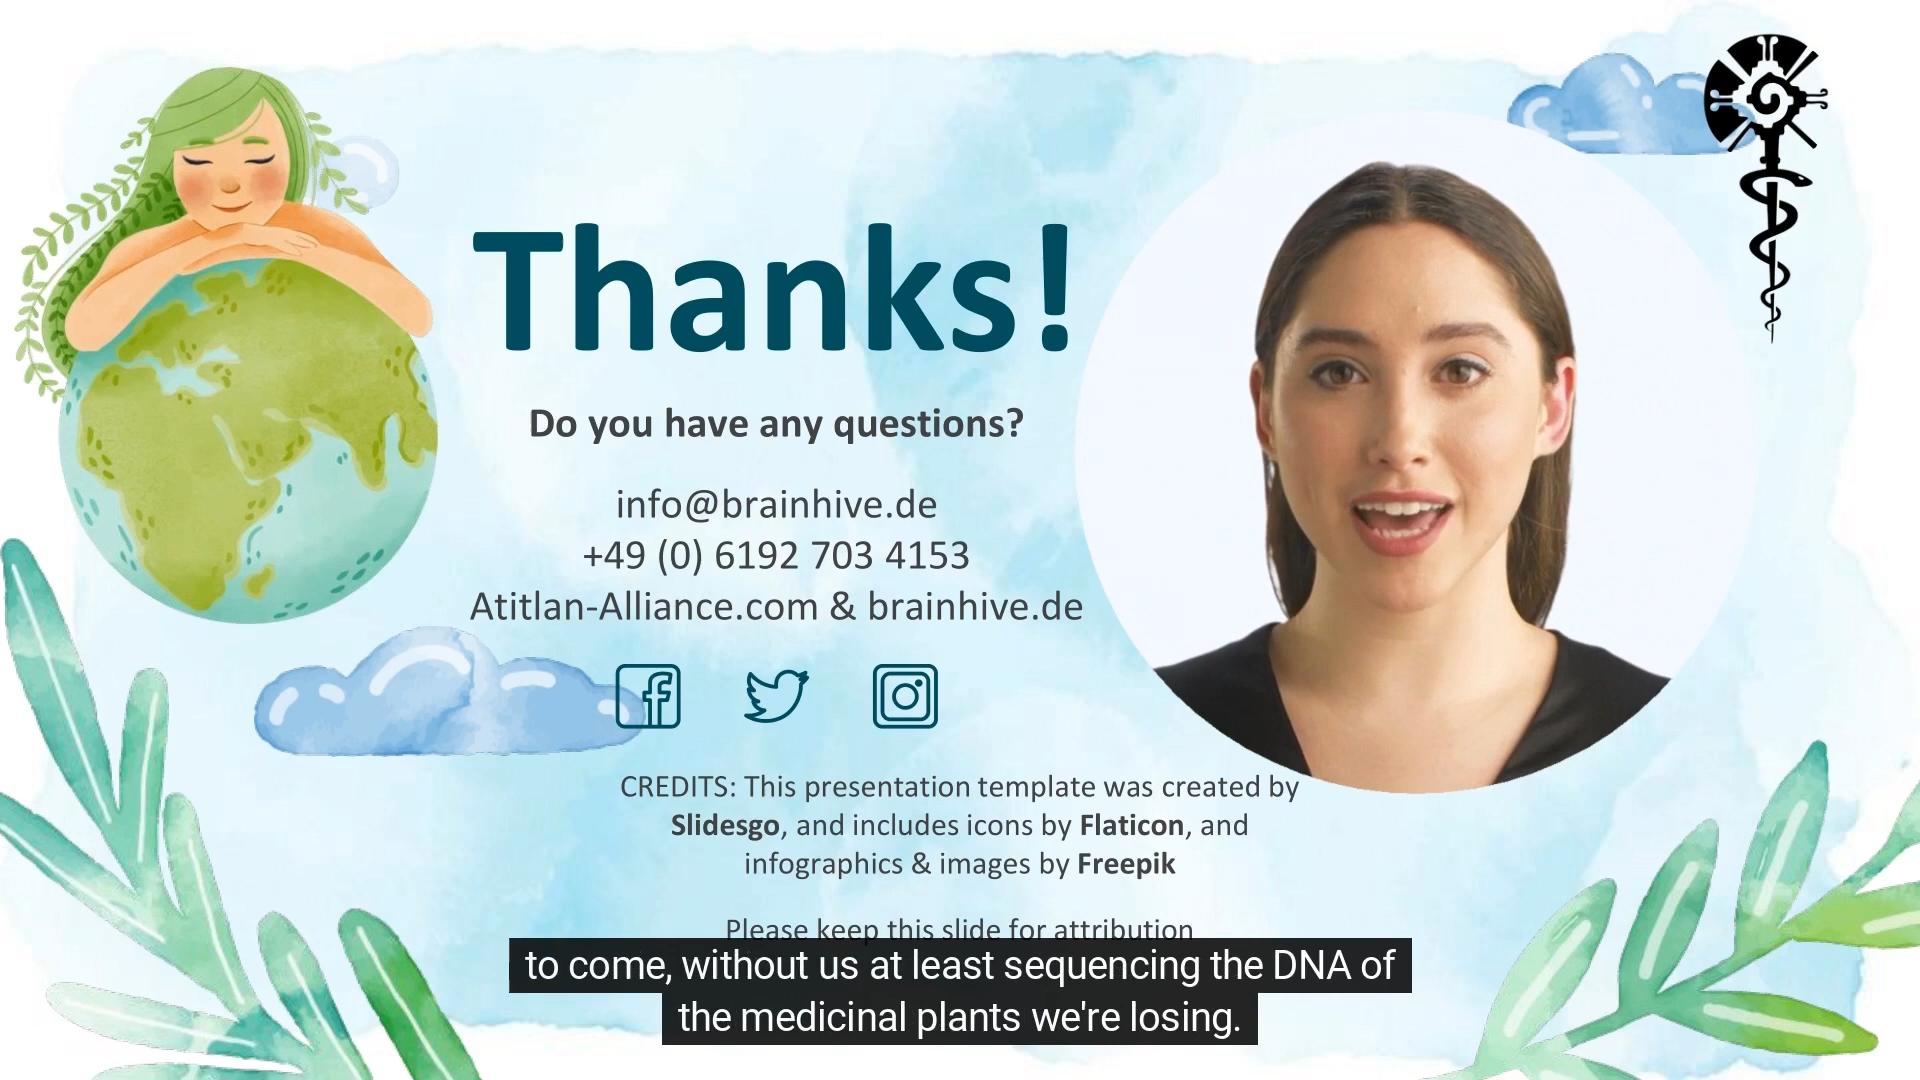 Thanks!
Do you have any questions?
info@brainhive.de
+49 (0) 6192 703 4153
Atitlan-Alliance.com & brainhive.de
CREDITS: This presentation template was created by
Slidesgo, and includes icons by Flaticon, and
infographics & images by Freepik
Please keep this slide for attribution
to come, without us at least sequencing the DNA of
the medicinal plants we're losing.